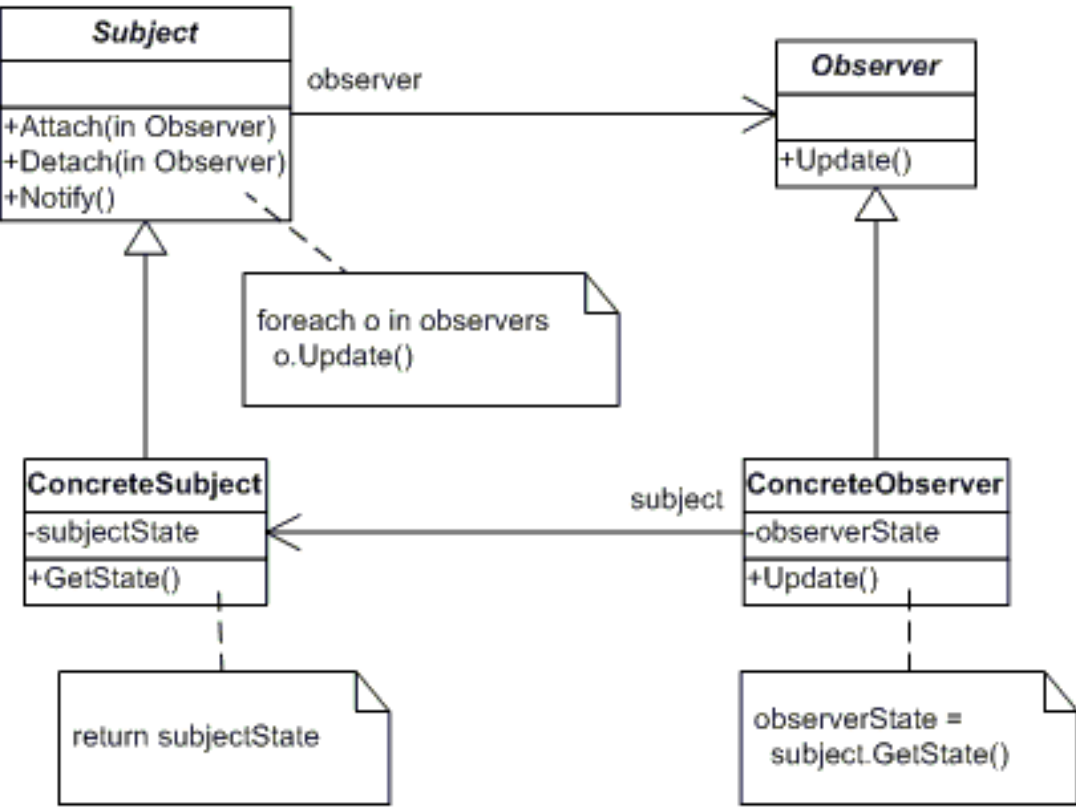 Subject
observer
Observer
+Attach(in Observer)
+Detach(in Observer)
+Notify()
+Update()
foreach o in observers
o.Update()
ConcreteSubject
-subjectState
+GetState()
subject
ConcreteObserver
-observerState
+Update()
return subjectState
observerState =
subject.GetState()